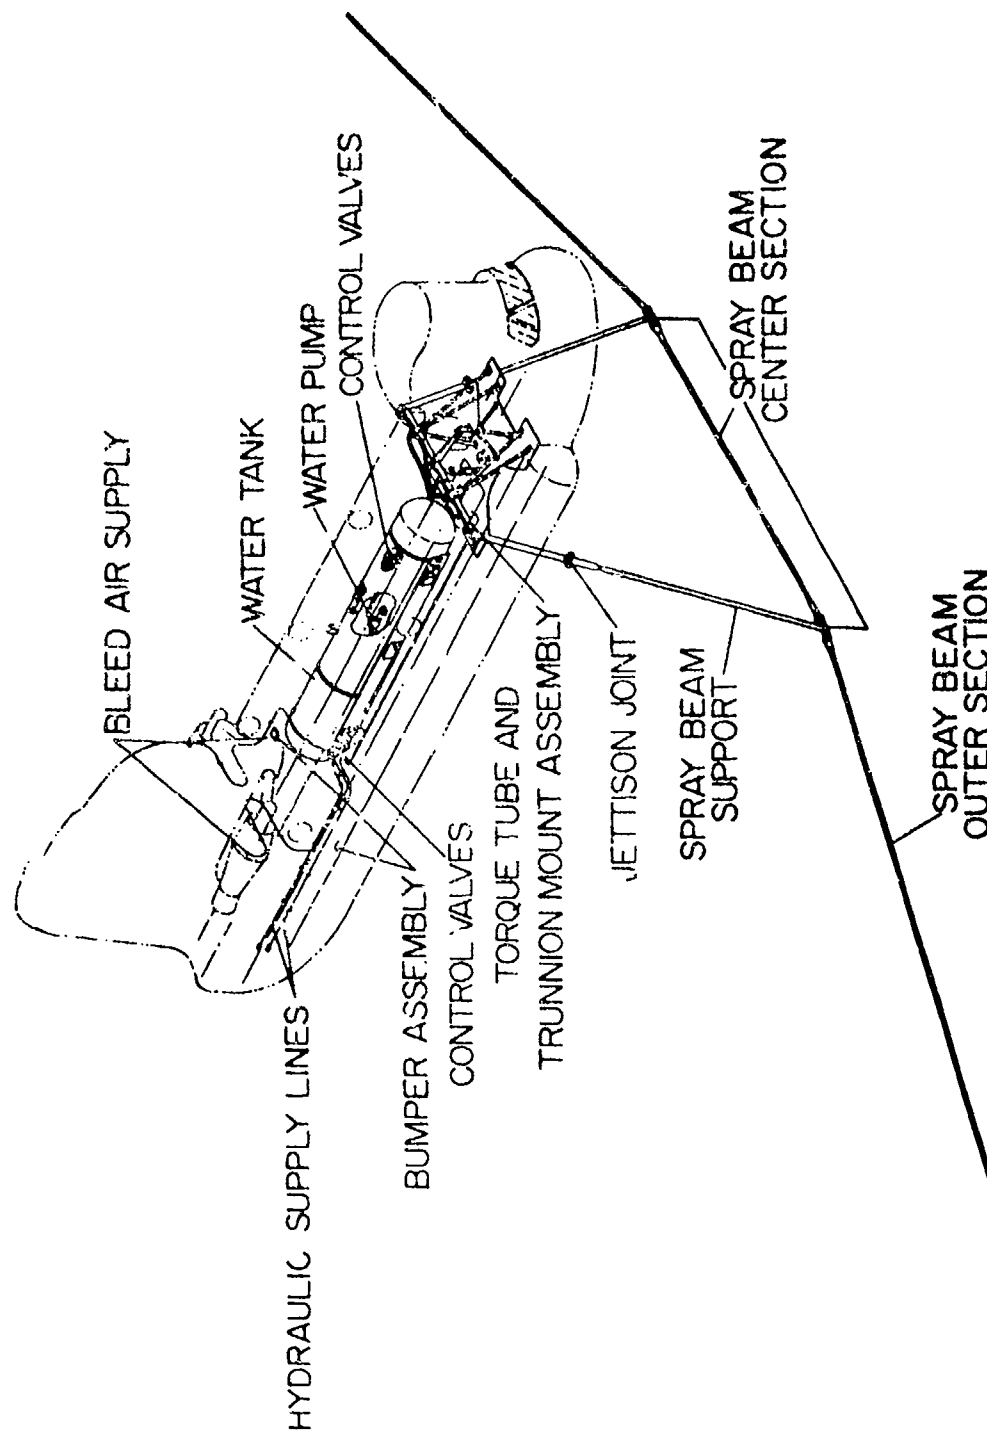 BLEED AIR SUPPLY
WATER TANK
WATER PUMP
CONTROL VALVES
HYDRAULIC SUPPLY LINES
BUMPER ASSEMBLY
CONTROL VALVES
TORQUE TUBE AND
TRUNNION MOUNT ASSEMBLY
JETTISON JOINT
SPRAY BEAM
SUPPORT
SPRAY BEAM
CENTER SECTION
SPRAY BEAM
OUTER SECTION